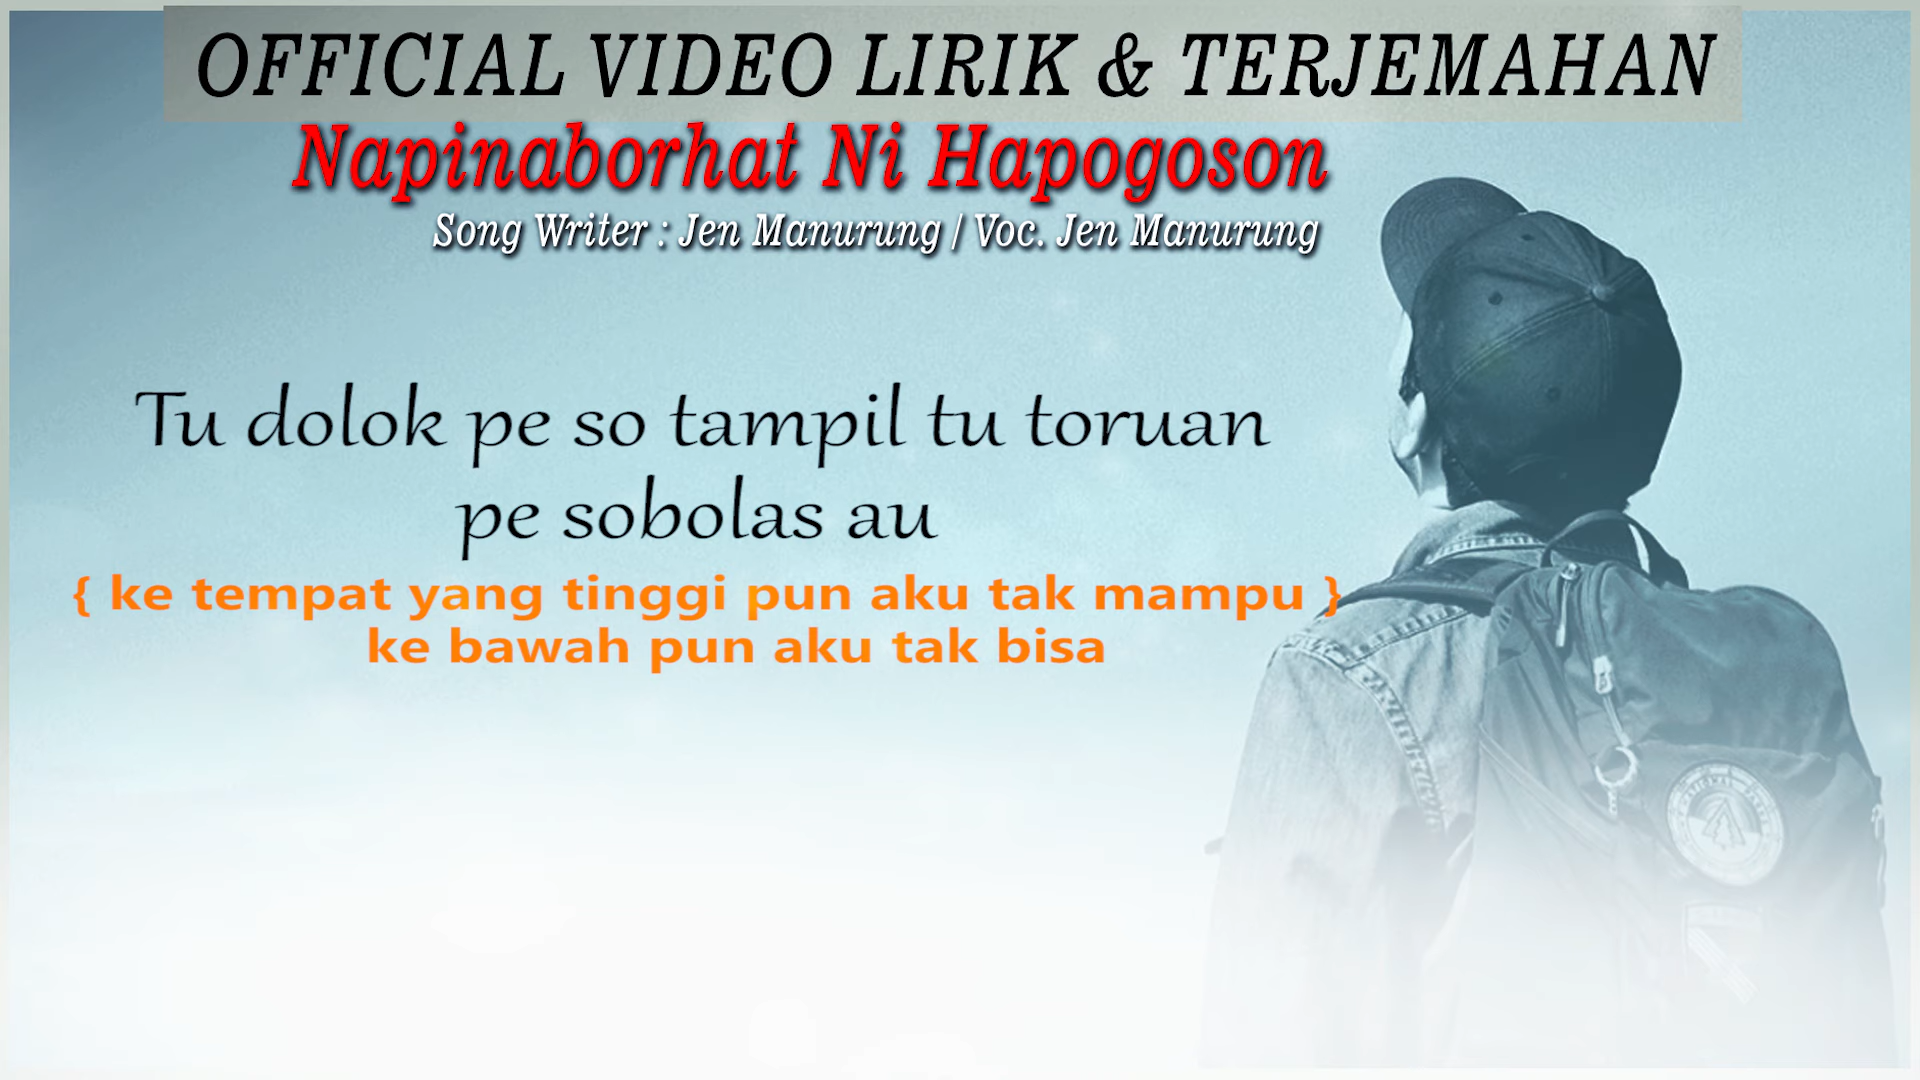 OFFICIAL VIDEO LIRIK & TERJEMAHAN
Napinaborhat Ni Hapogoson
Song Writer : Jen Manurung / Voc. Jen Manurung
Tu dolok pe so tampil tu toruan
pe sobolas au
{ ke tempat yang tinggi pun aku tak mampu }
ke bawah pun aku tak bisa